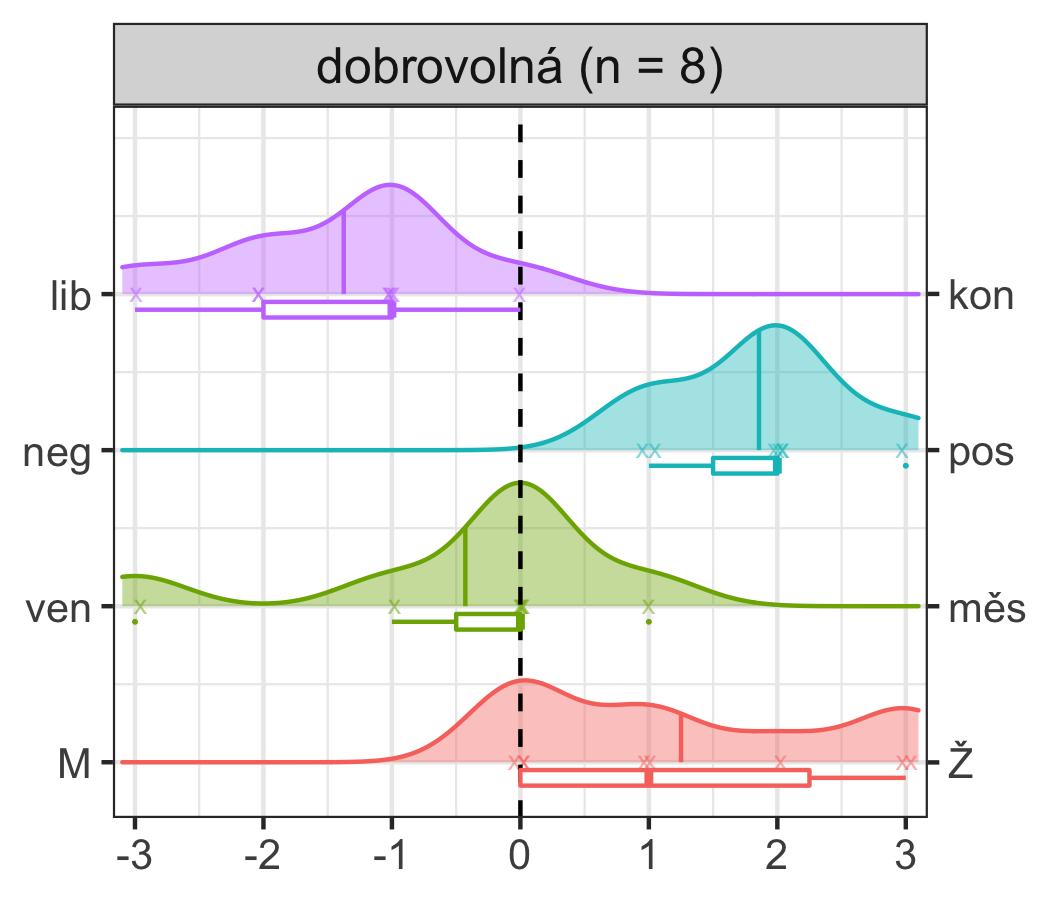 dobrovolná (n = 8)
lib kon
neg pos
ven měs
M Ž
-3 -2 -1 0 1 2 3